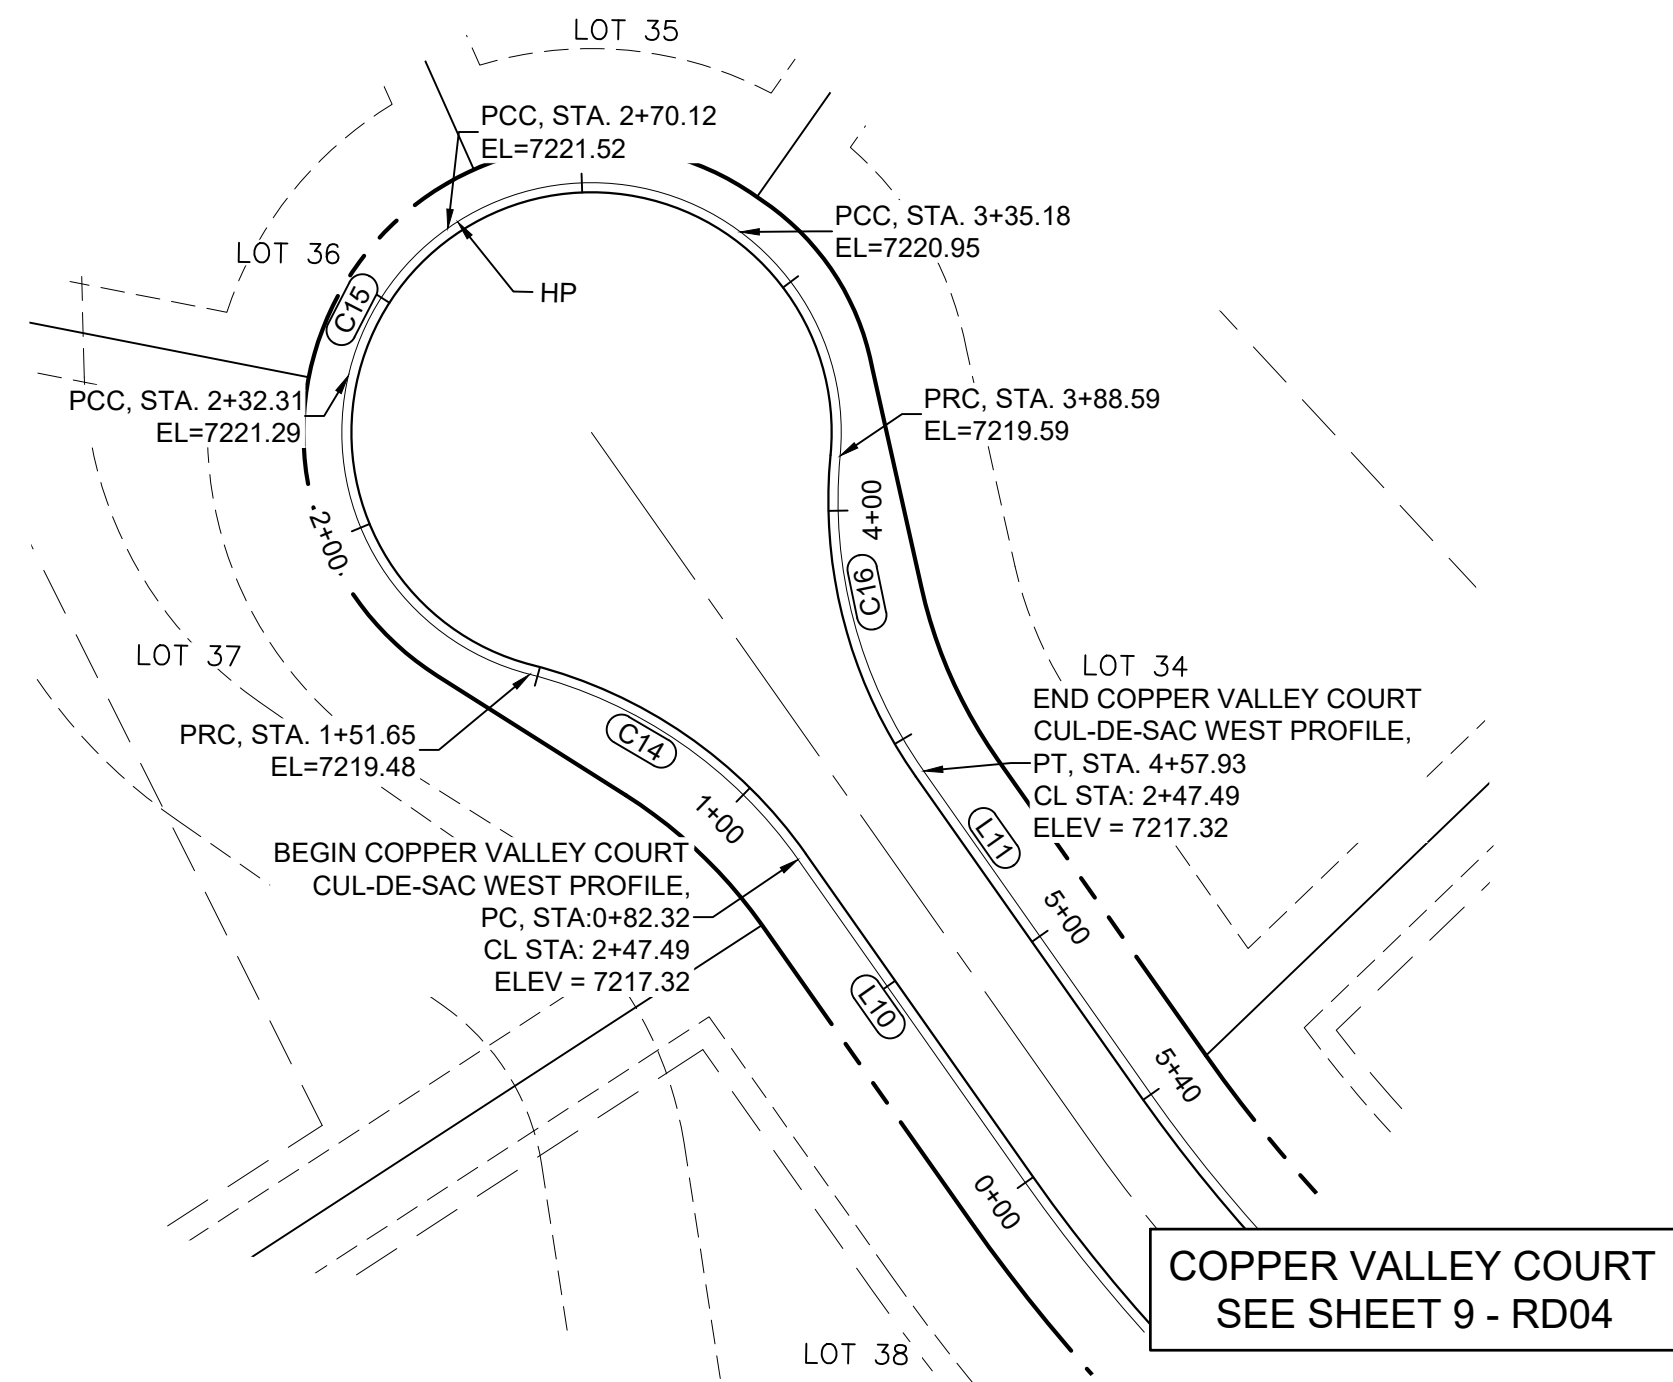 LOT 35
PCC, STA. 2+70.12
EL=7221.52
PCC, STA. 3+35.18
EL=7220.95
LOT 36
HP
C15
PCC, STA. 2+32.31
EL=7221.29
PRC, STA. 3+88.59
EL=7219.59
4+00
2+00
C16
LOT 37
LOT 34
END COPPER VALLEY COURT
CUL-DE-SAC WEST PROFILE,
PT, STA. 4+57.93
CL STA: 2+47.49
ELEV = 7217.32
PRC, STA. 1+51.65
EL=7219.48
C14
1+00
L11
BEGIN COPPER VALLEY COURT
CUL-DE-SAC WEST PROFILE,
PC, STA:0+82.32
CL STA: 2+47.49
ELEV = 7217.32
5+00
L10
5+40
0+00
COPPER VALLEY COURT
SEE SHEET 9 - RD04
LOT 38